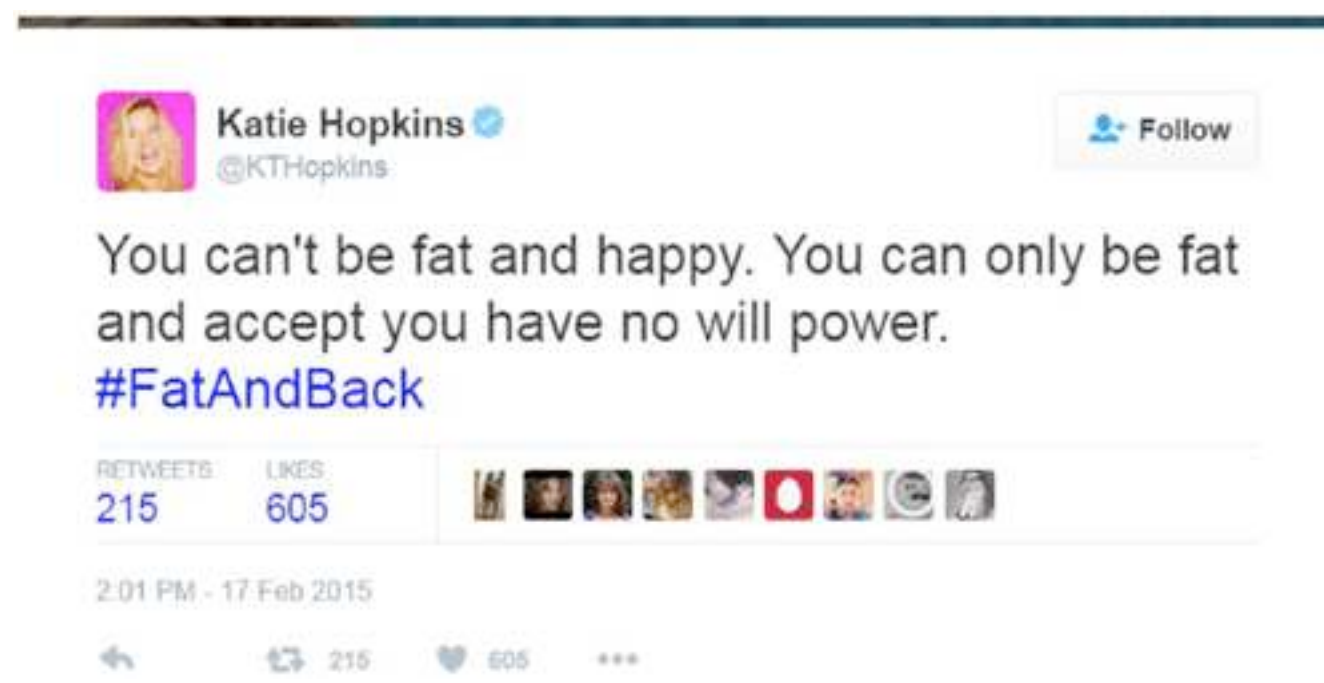 Katie Hopkins
@KTHopkins
Follow
You can't be fat and happy. You can only be fat
and accept you have no will power.
#FatAndBack
RETWEETS LIKES
215 605
2:01 PM - 17 Feb 2015
215 605